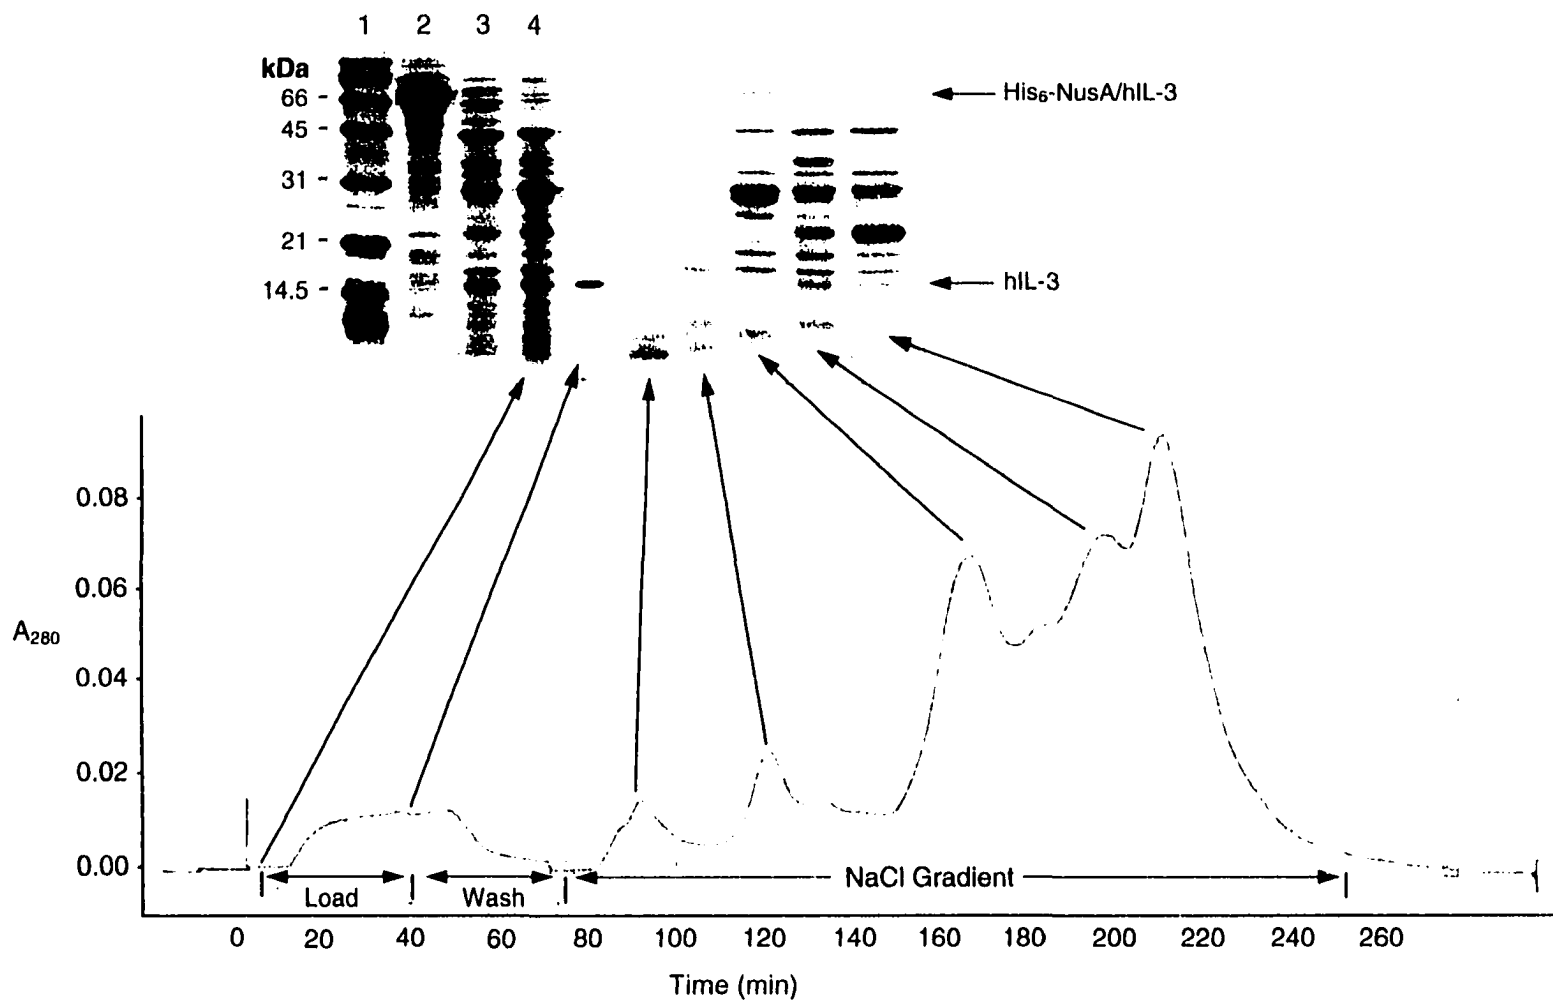 1 2 3 4
kDa
66
45
31
21
14.5
His₆-NusA/hIL-3
hIL-3
0.08
0.06
0.04
0.02
0.00
A₂₈₀
Load
Wash
NaCl Gradient
0 20 40 60 80 100 120 140 160 180 200 220 240 260
Time (min)